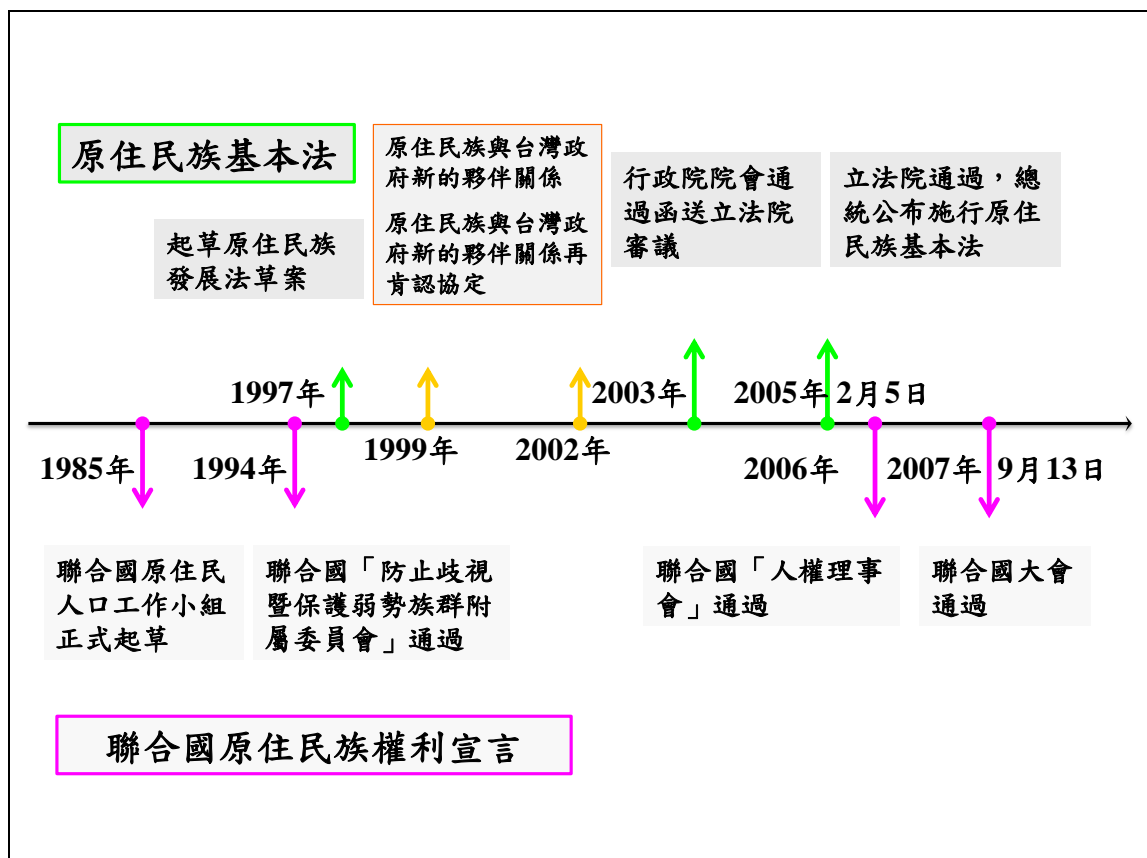 原住民族基本法
起草原住民族
發展法草案
原住民族與台灣政
府新的夥伴關係
原住民族與台灣政
府新的夥伴關係再
肯認協定
行政院院會通
過函送立法院
審議
立法院通過，總
統公布施行原住
民族基本法
1997年
1999年
2002年
2003年
2005年2月5日
1985年
1994年
2006年
2007年9月13日
聯合國原住民
人口工作小組
正式起草
聯合國「防止歧視
暨保護弱勢族群附
屬委員會」通過
聯合國「人權理事
會」通過
聯合國大會
通過
聯合國原住民族權利宣言